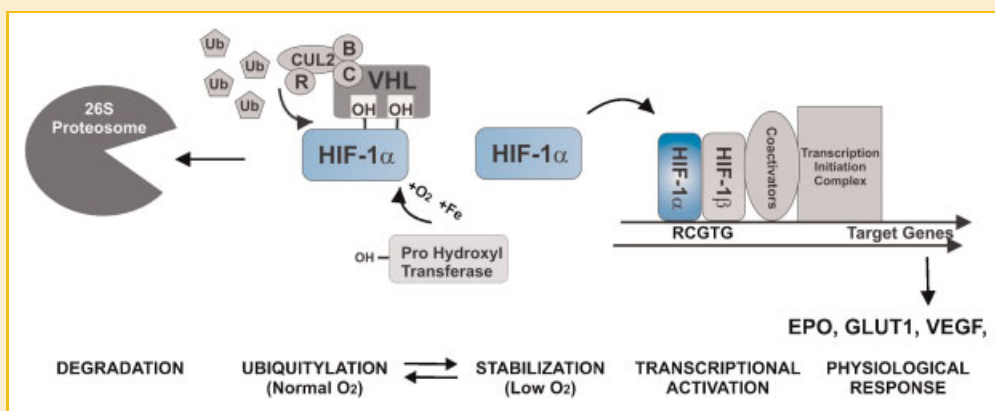 Ub
Ub
Ub
Ub
CUL2
B
R
C
VHL
OH
OH
26S
Proteosome
HIF-1α
HIF-1α
+O2 +Fe
OH
Pro Hydroxyl
Transferase
HIF-1α
HIF-1β
Coactivators
Transcription
Initiation
Complex
RCGTG
Target Genes
EPO, GLUT1, VEGF,
DEGRADATION
UBIQUITYLATION
(Normal O2)
STABILIZATION
(Low O2)
TRANSCRIPTIONAL
ACTIVATION
PHYSIOLOGICAL
RESPONSE